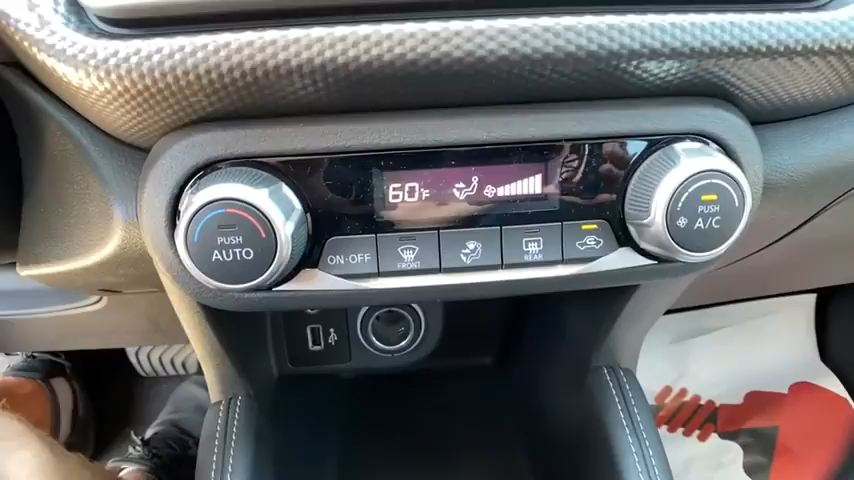 60°F
PUSH
AUTO
ON·OFF
FRONT
REAR
PUSH
A/C